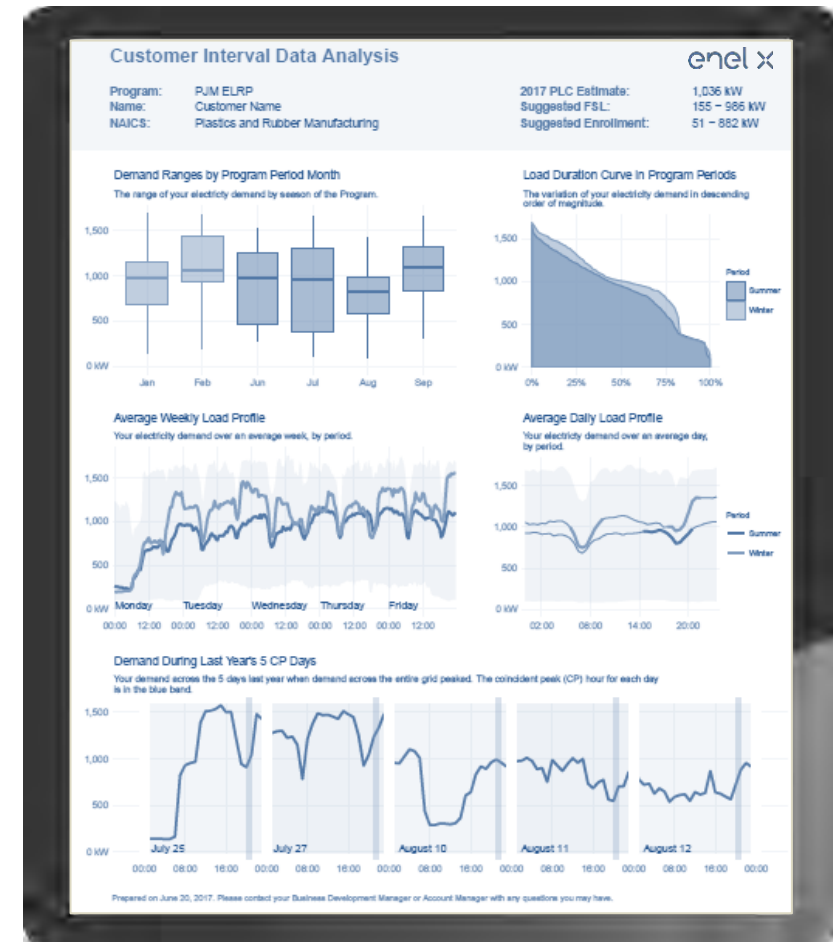 Customer Interval Data Analysis
enel x
Program: PJM ELRP
Name: Customer Name
NAICS: Plastics and Rubber Manufacturing
2017 PLC Estimate: 1,036 kW
Suggested FSL: 155 – 986 kW
Suggested Enrollment: 51 – 882 kW
Demand Ranges by Program Period Month
The range of your electricty demand by season of the Program.
1,500
1,000
500
0 kW
Jan Feb Jun Jul Aug Sep
Load Duration Curve in Program Periods
The variation of your electricity demand in descending
order of magnitude.
1,500
1,000
500
0 kW
0% 25% 50% 75% 100%
Period
Summer
Winter
Average Weekly Load Profile
Your electricity demand over an average week, by period.
1,500
1,000
500
0 kW
Monday Tuesday Wednesday Thursday Friday
00:00 12:00 00:00 12:00 00:00 12:00 00:00 12:00 00:00 12:00
Average Daily Load Profile
Your electricty demand over an average day,
by period.
1,500
1,000
500
0 kW
02:00 08:00 14:00 20:00
Period
Summer
Winter
Demand During Last Year's 5 CP Days
Your demand across the 5 days last year when demand across the entire grid peaked. The coincident peak (CP) hour for each day
is in the blue band.
1,500
1,000
500
0 kW
July 25 July 27 August 10 August 11 August 12
00:00 08:00 16:00 00:00 08:00 16:00 00:00 08:00 16:00 00:00 08:00 16:00 00:00 08:00 16:00 00:00
Prepared on June 20, 2017. Please contact your Business Development Manager or Account Manager with any questions you may have.